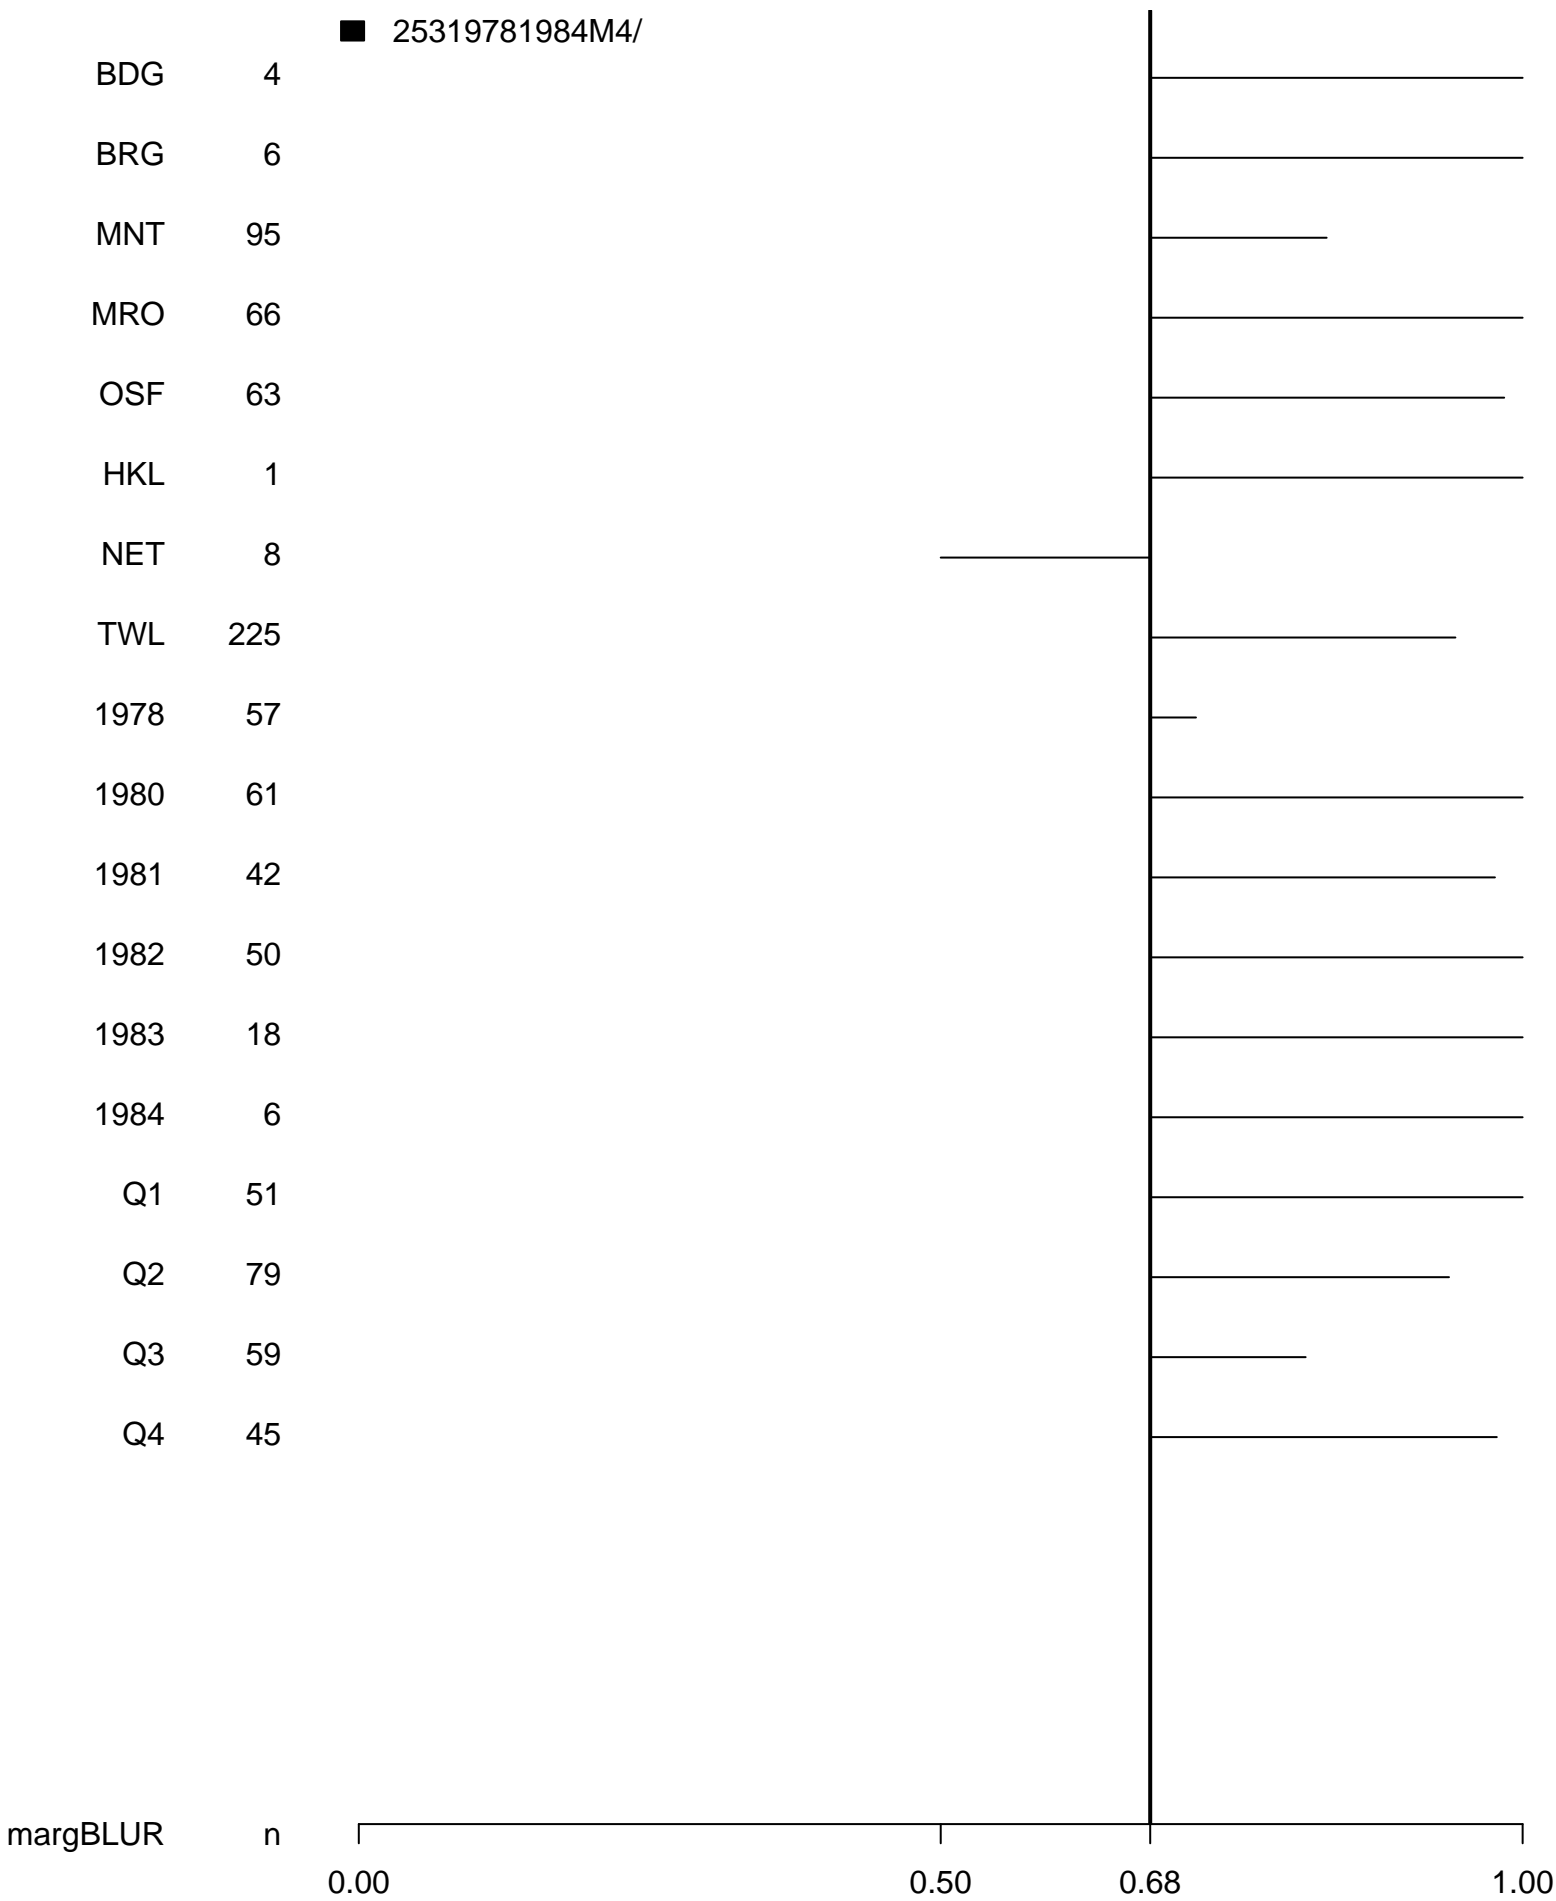 25319781984M4/
BDG 4
BRG 6
MNT 95
MRO 66
OSF 63
HKL 1
NET 8
TWL 225
1978 57
1980 61
1981 42
1982 50
1983 18
1984 6
Q1 51
Q2 79
Q3 59
Q4 45
margBLUR n
0.00 0.50 0.68 1.00